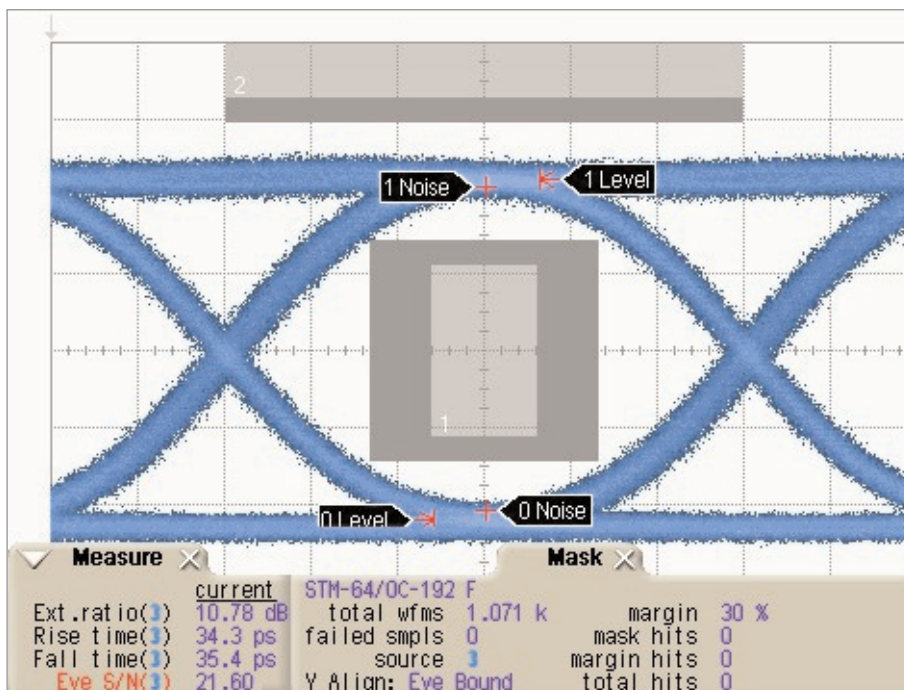 2
1 Noise
1 Level
1
0 Level
0 Noise
Measure
Mask
current
Ext.ratio(3) 10.78 dB
Rise time(3) 34.3 ps
Fall time(3) 35.4 ps
Eye S/N(3) 21.60
STM-64/OC-192 F
total wfms 1.071 k
failed smpls 0
source 3
Y Align: Eye Bound
margin 30 %
mask hits 0
margin hits 0
total hits 0